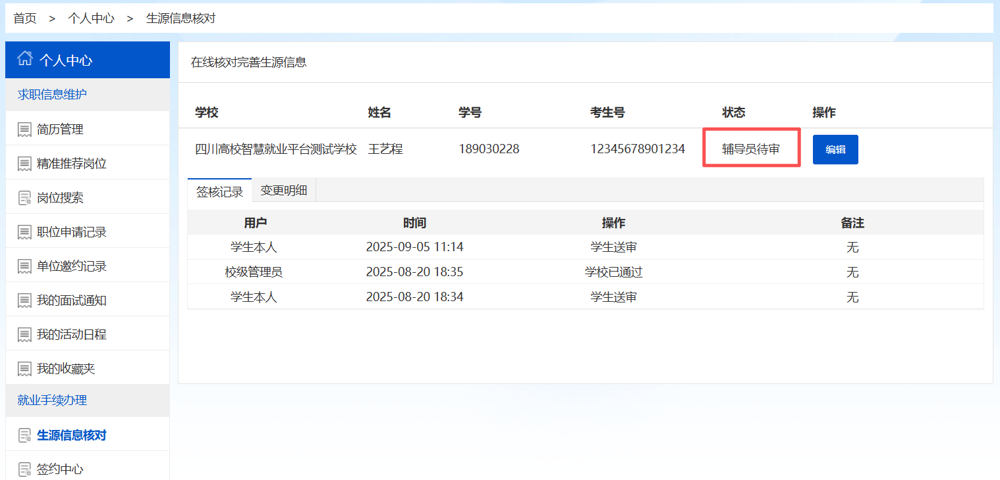 首页 > 个人中心 > 生源信息核对
个人中心
求职信息维护
简历管理
精准推荐岗位
岗位搜索
职位申请记录
单位邀约记录
我的面试通知
我的活动日程
我的收藏夹
就业手续办理
生源信息核对
签约中心
在线核对完善生源信息
学校 姓名 学号 考生号 状态 操作
四川高校智慧就业平台测试学校 王艺程 189030228 12345678901234 辅导员待审 编辑
签核记录 变更明细
用户 时间 操作 备注
学生本人 2025-09-05 11:14 学生送审 无
校级管理员 2025-08-20 18:35 学校已通过 无
学生本人 2025-08-20 18:34 学生送审 无